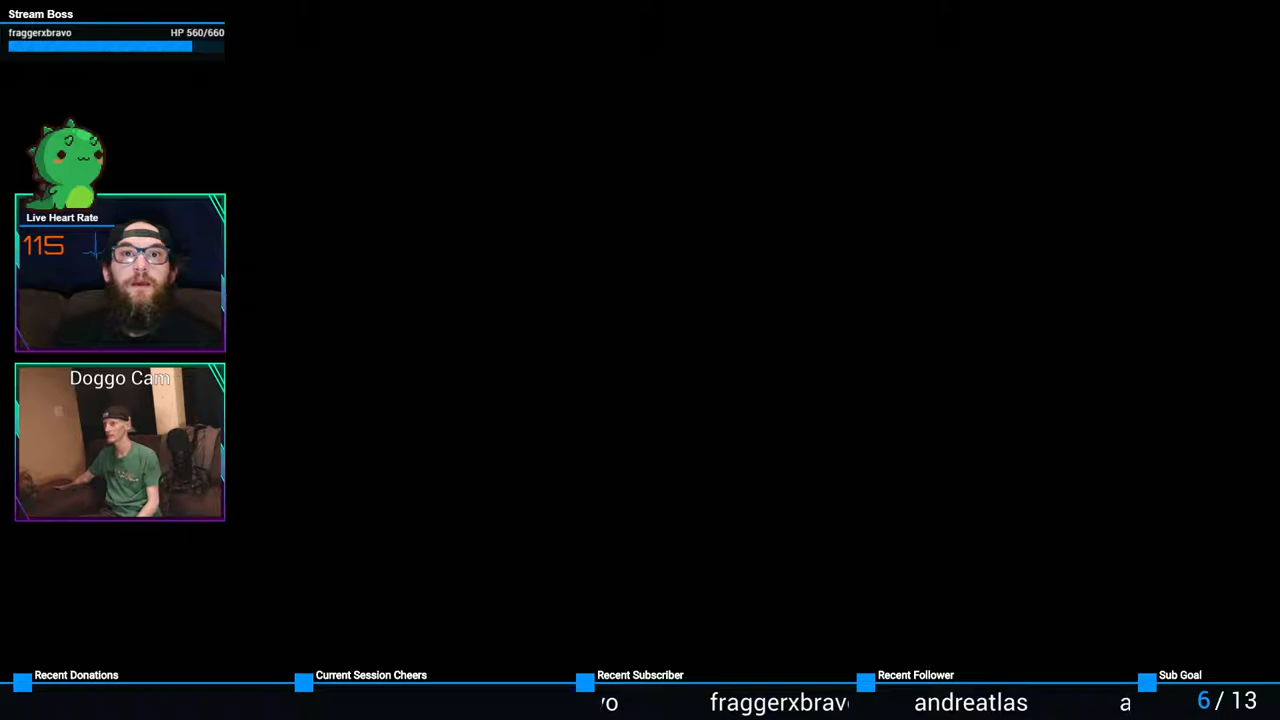 Stream Boss
fraggerxbravo HP 560/660
Live Heart Rate
115
Doggo Cam
Recent Donations
Current Session Cheers
Recent Subscriber
fraggerxbravo
Recent Follower
andreatlas
Sub Goal
6 / 13